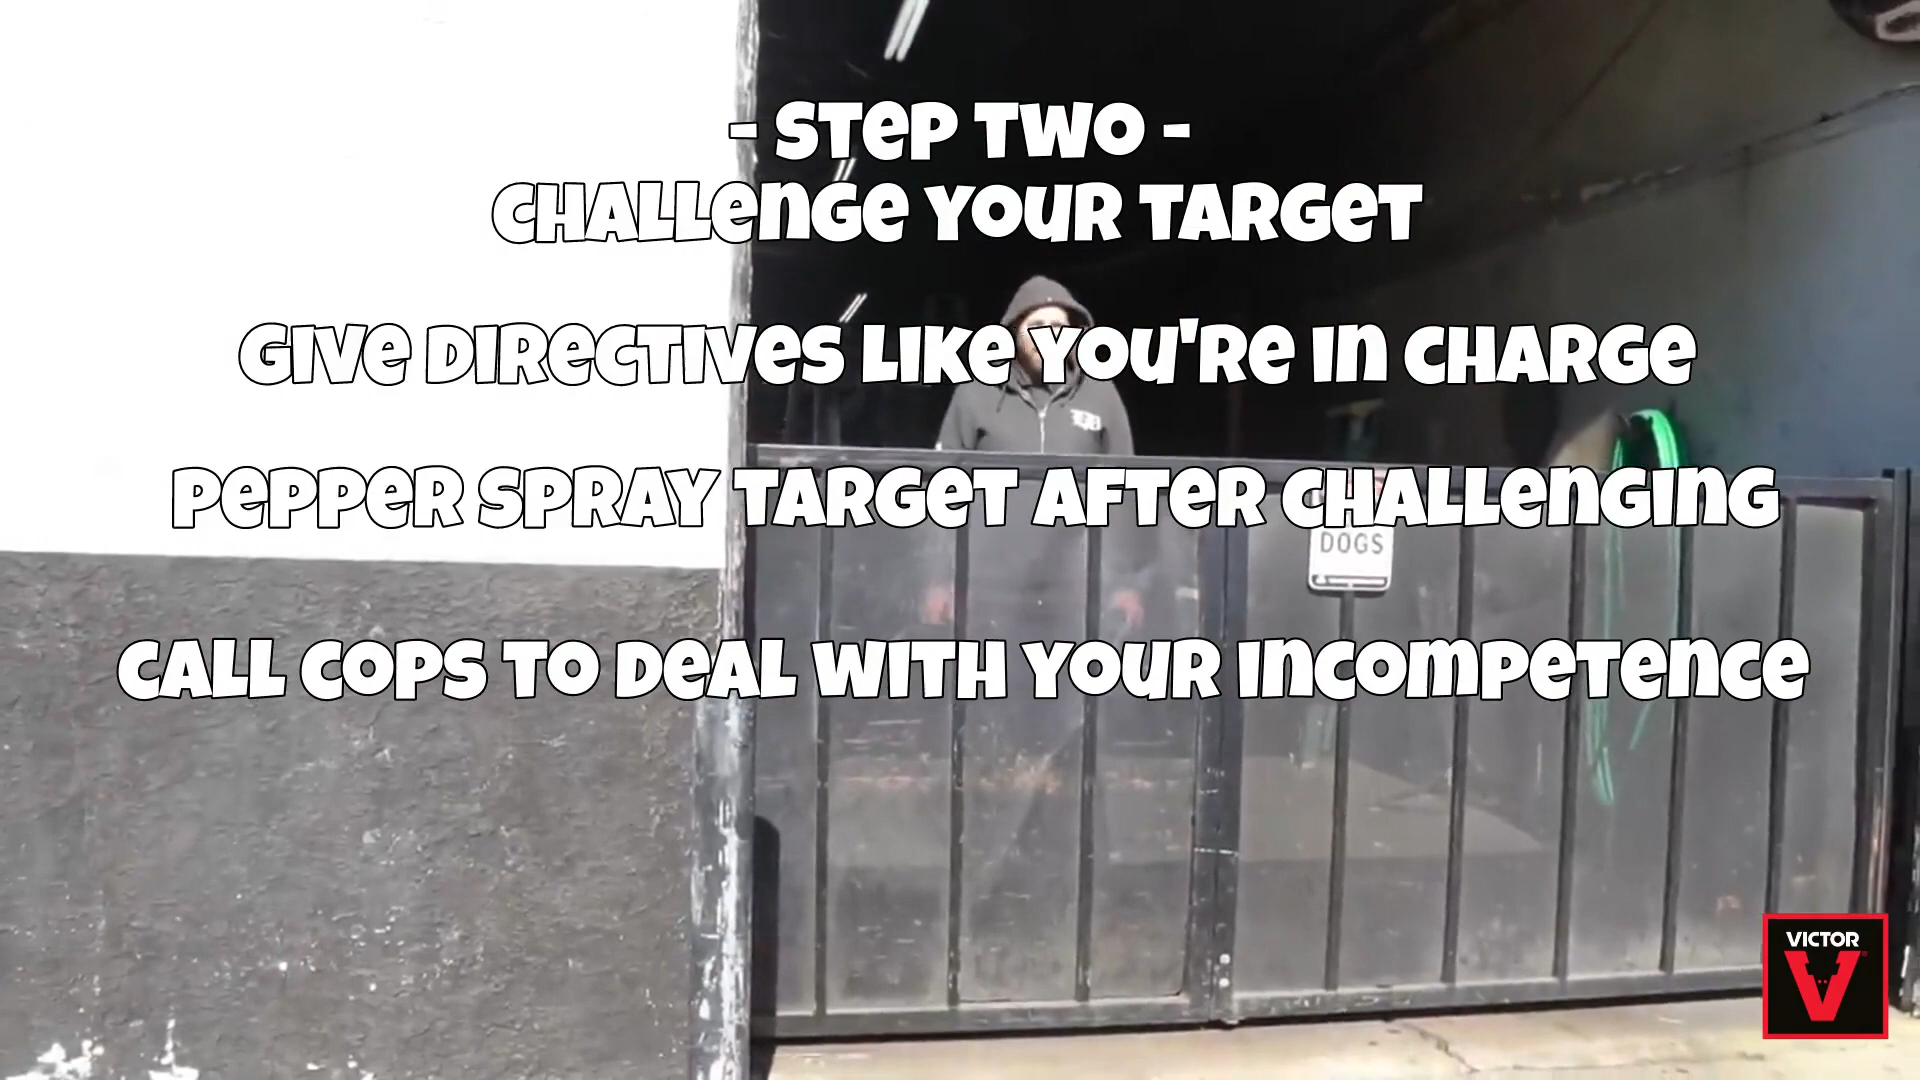 - STEP TWO -
CHALLENGE YOUR TARGET
GIVE DIRECTIVES LIKE YOU'RE IN CHARGE
PEPPER SPRAY TARGET AFTER CHALLENGING
DOGS
CALL COPS TO DEAL WITH YOUR INCOMPETENCE
VICTOR
V